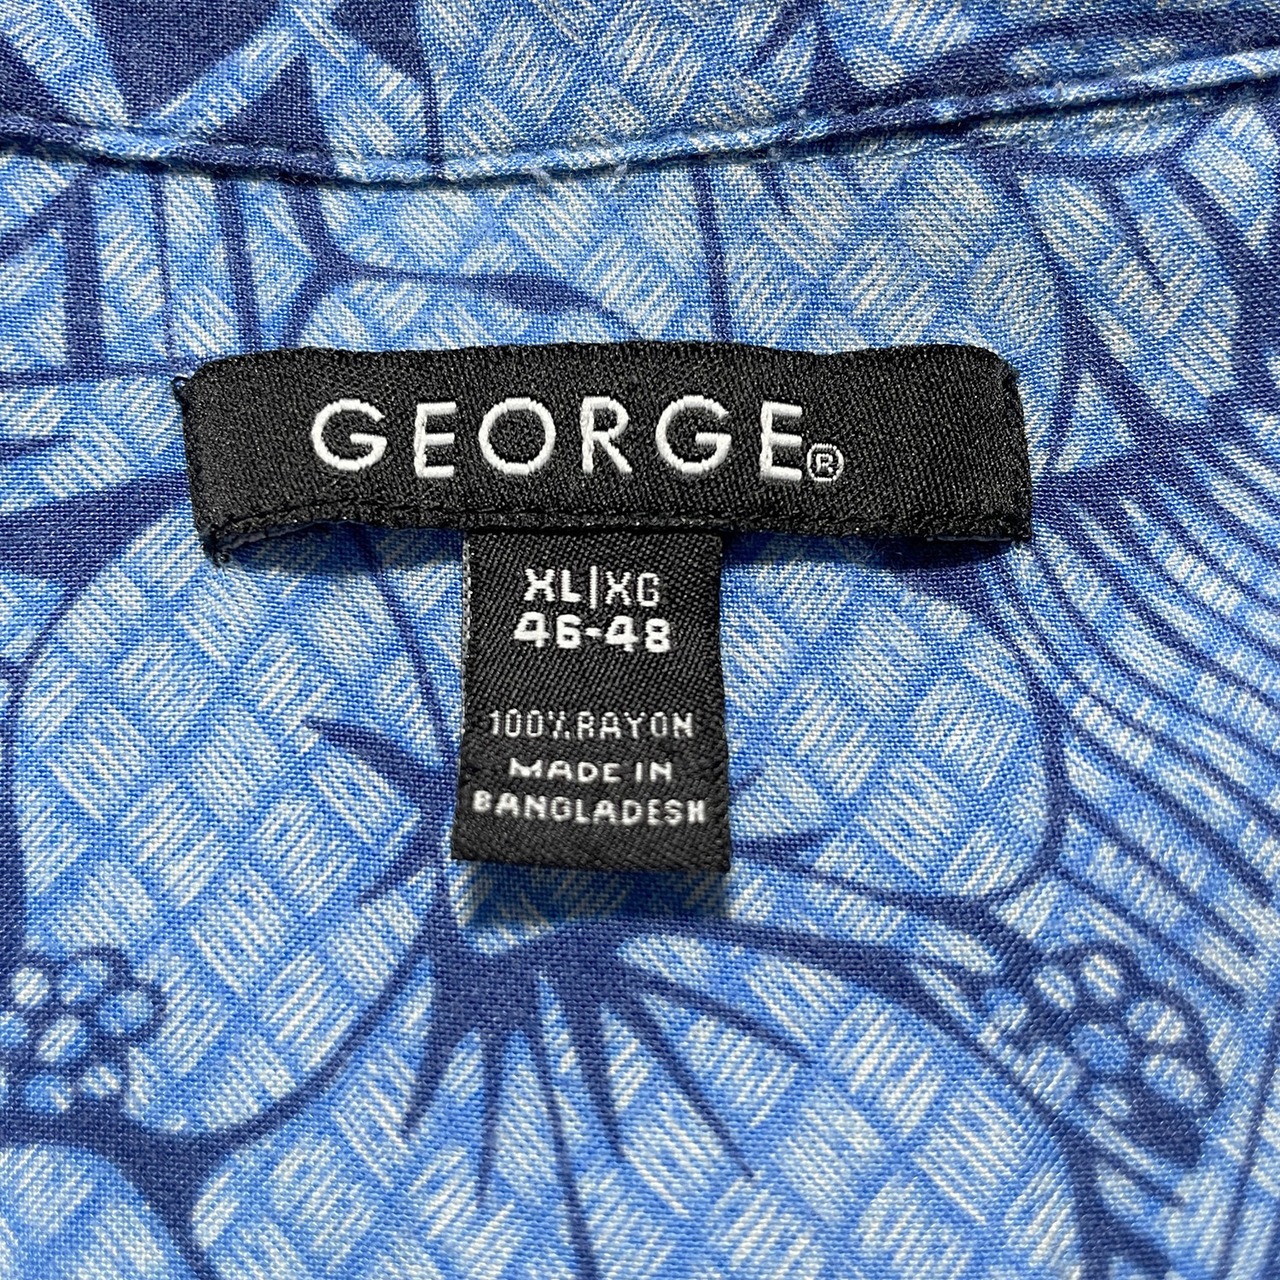 GEORGE®
XL|XG
46-48
100% RAYON
MADE IN
BANGLADESH